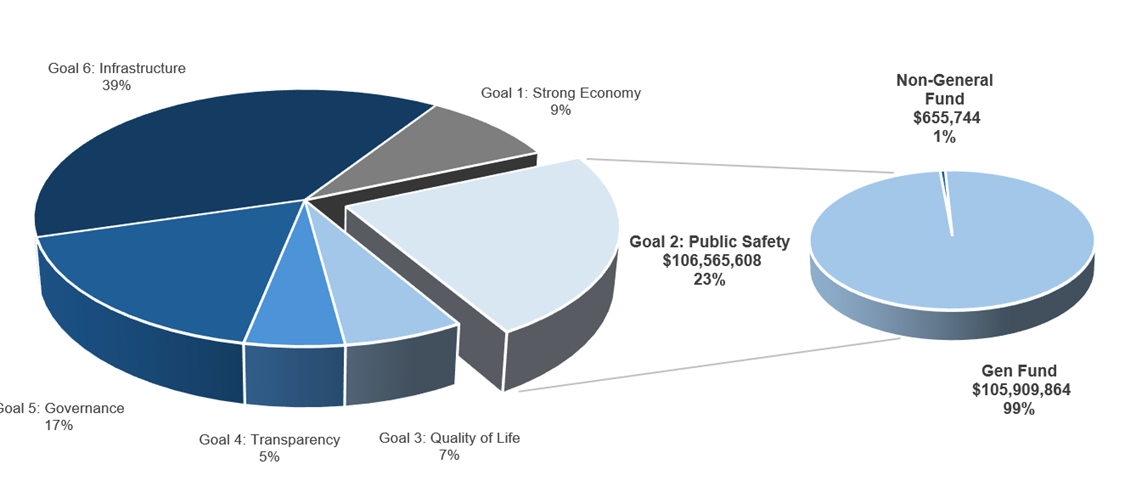 Goal 6: Infrastructure
39%
Goal 1: Strong Economy
9%
Non-General
Fund
$655,744
1%
Goal 2: Public Safety
$106,565,608
23%
Gen Fund
$105,909,864
99%
oal 5: Governance
17%
Goal 4: Transparency
5%
Goal 3: Quality of Life
7%